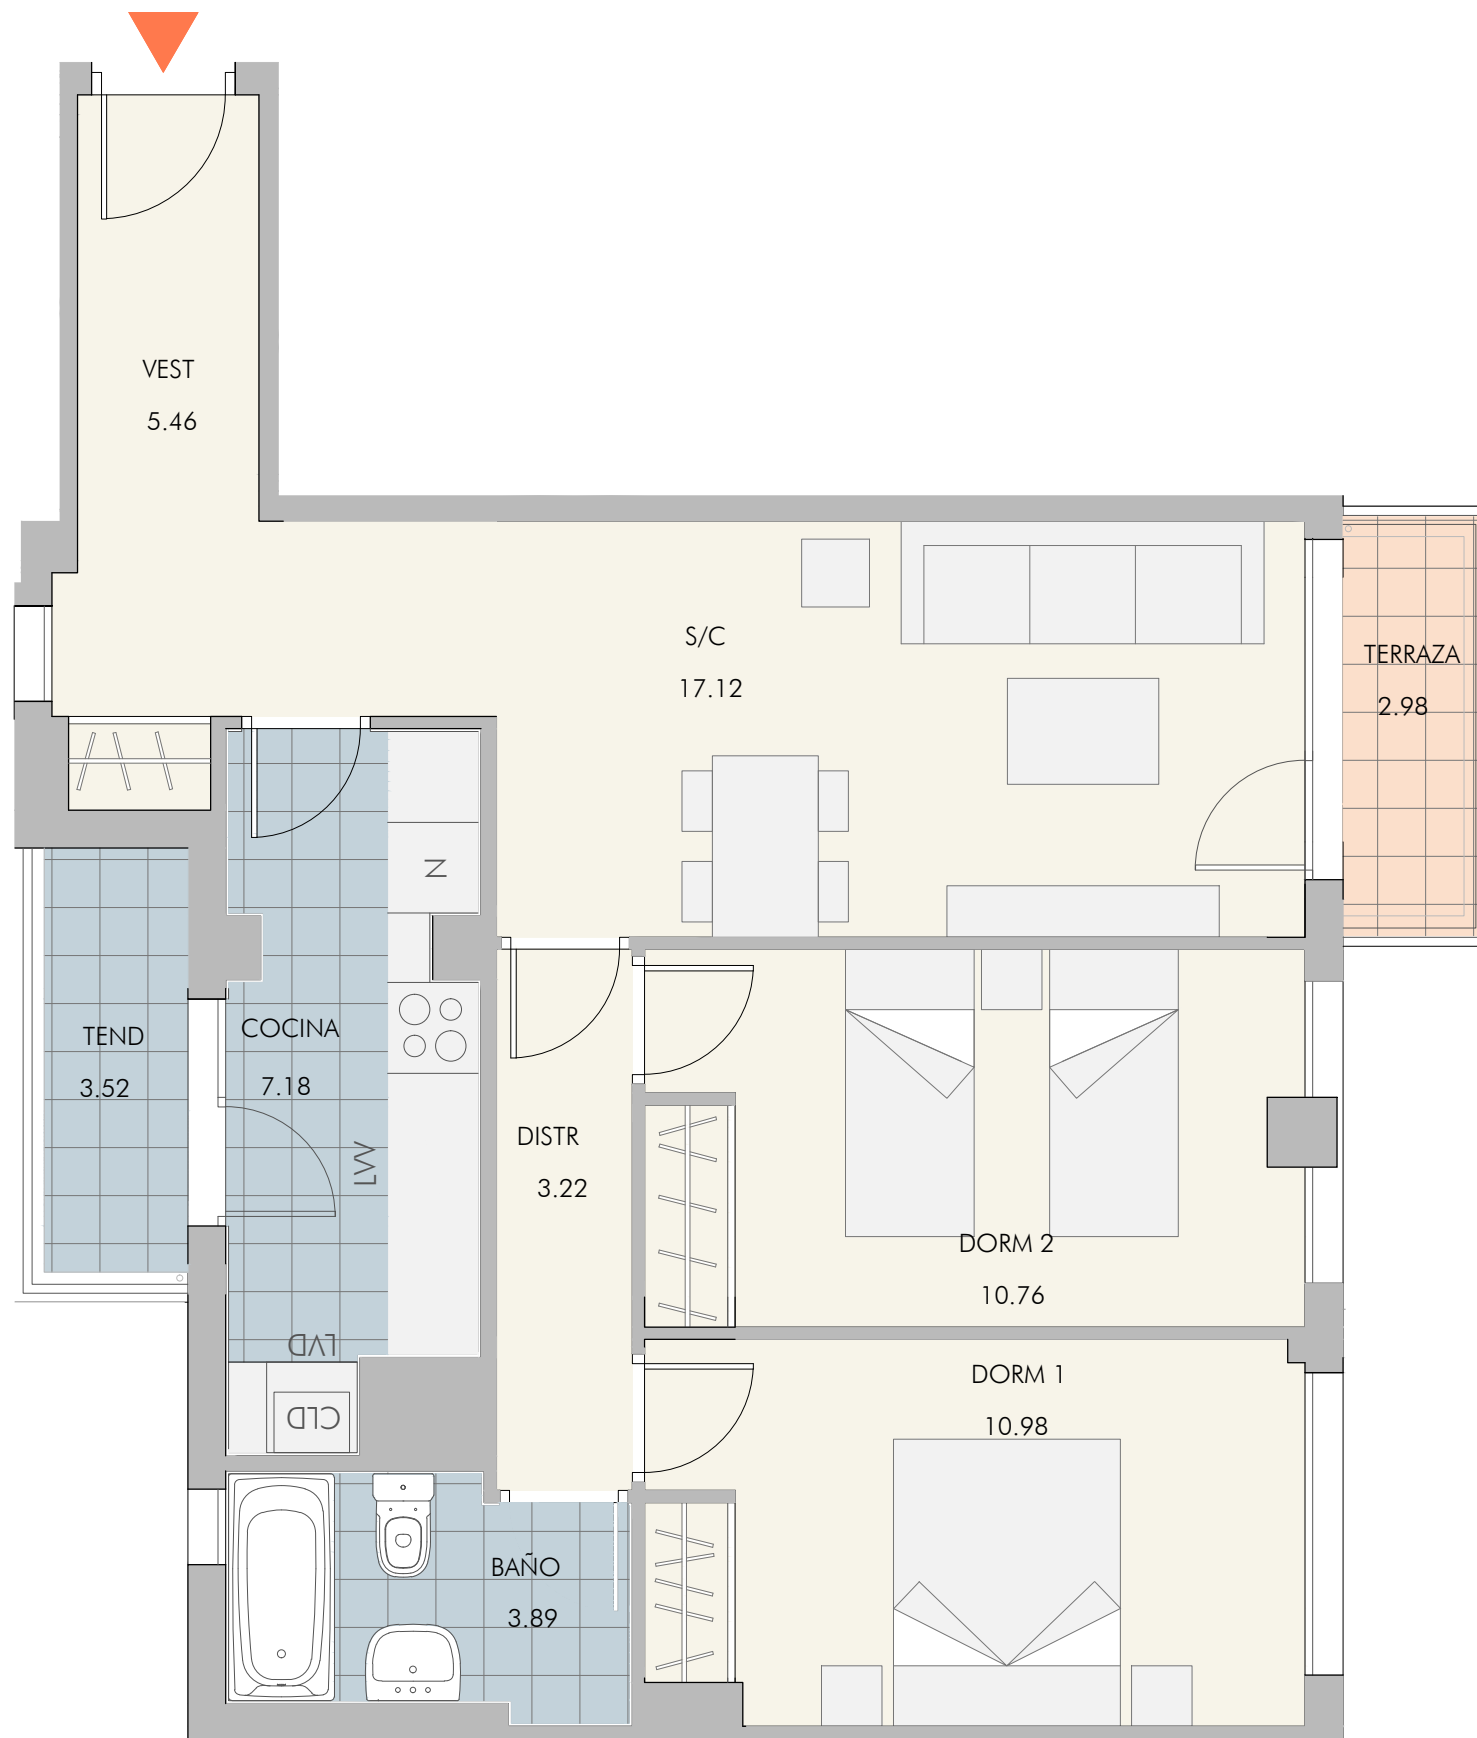 VEST
5.46
S/C
17.12
TERRAZA
2.98
N
TEND
3.52
COCINA
7.18
LVV
DISTR
3.22
DORM 2
10.76
LVD
CLD
DORM 1
10.98
BAÑO
3.89